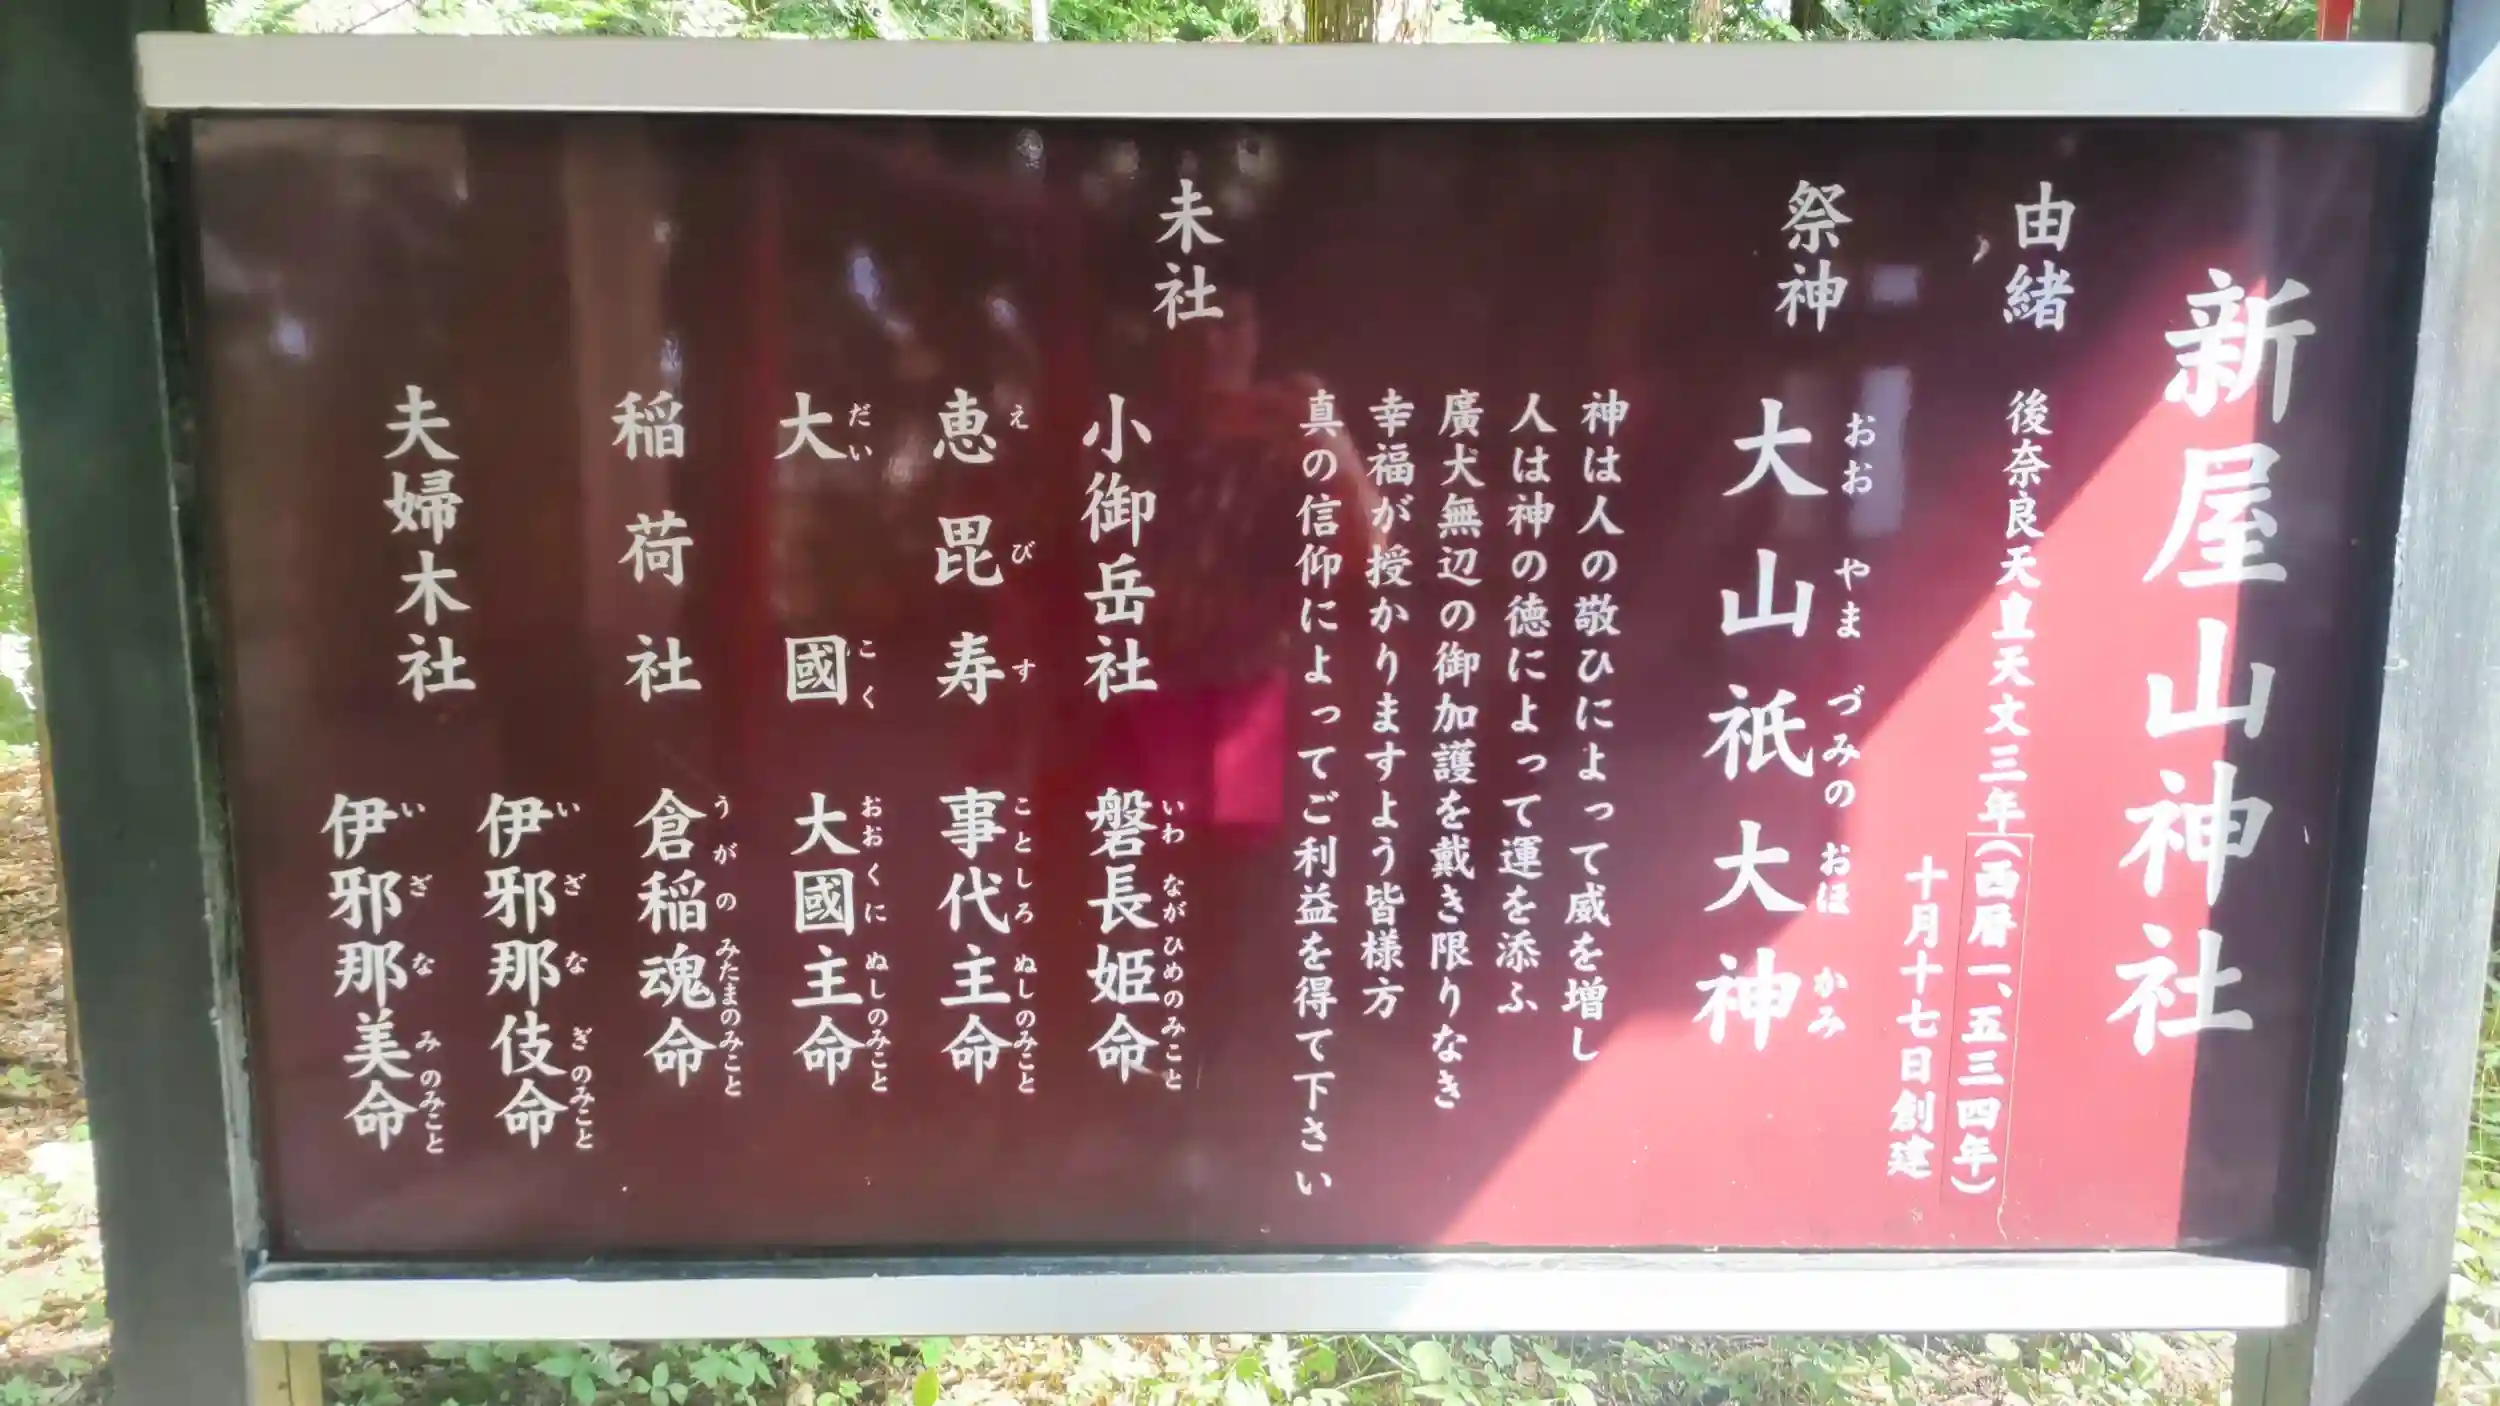 新屋山神社
由緒 後奈良天皇天文三年(西暦一、五三四年)
十月十七日創建
祭神 大山祇大神
おお やま づみの おほ かみ
神は人の敬ひによって威を増し
人は神の徳によって運を添ふ
廣犬無辺の御加護を戴き限りなき
幸福が授かりますよう皆様方
真の信仰によってご利益を得て下さい
末社
小御岳社 磐長姫命
いわ ながひめのみこと
恵毘寿 事代主命
えびす ことしろ ぬしのみこと
大國 大國主命
だいこく おおくに ぬしのみこと
稲荷社 倉稲魂命
うがの みたまのみこと
夫婦木社 伊邪那伎命
いざなぎのみこと
伊邪那美命
いざなみのみこと